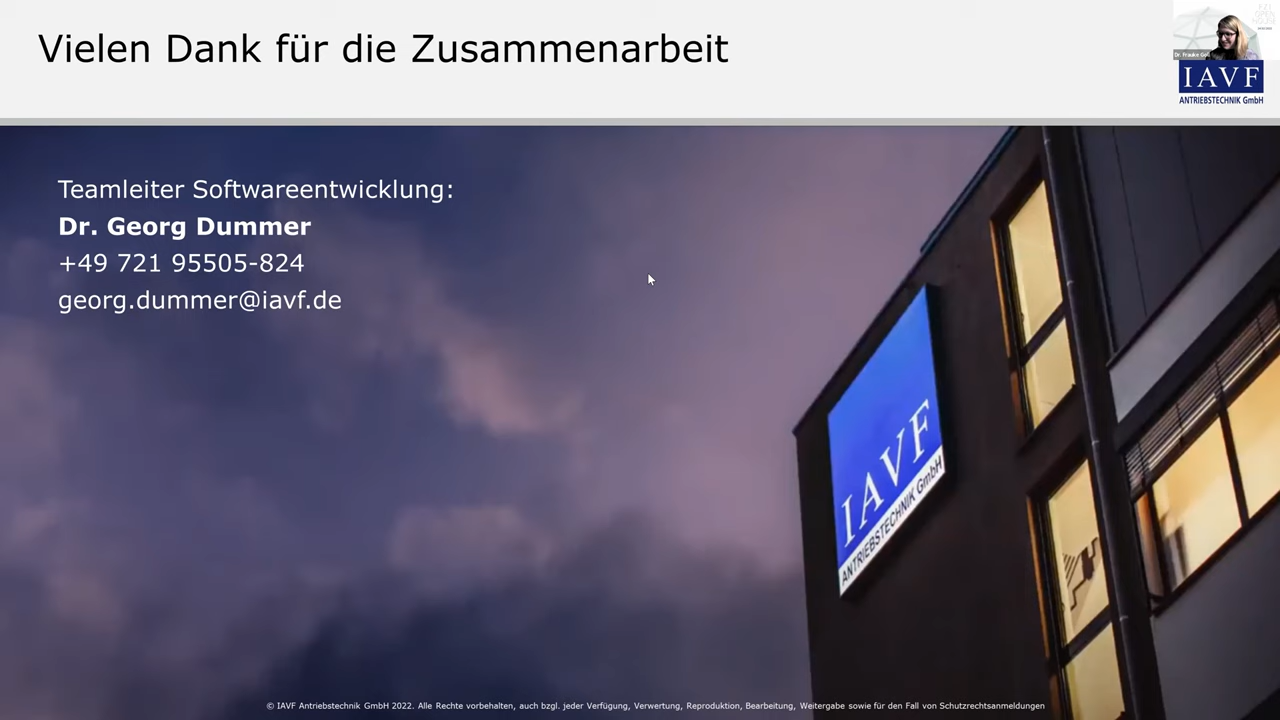 Vielen Dank für die Zusammenarbeit
Dr. Frauke
IAVF
ANTRIEBSTECHNIK GmbH
Teamleiter Softwareentwicklung:
Dr. Georg Dummer
+49 721 95505-824
georg.dummer@iavf.de
IAVF
ANTRIEBSTECHNIK GmbH
© IAVF Antriebstechnik GmbH 2022. Alle Rechte vorbehalten, auch bzgl. jeder Verfügung, Verwertung, Reproduktion, Bearbeitung, Weitergabe sowie für den Fall von Schutzrechtsanmeldungen